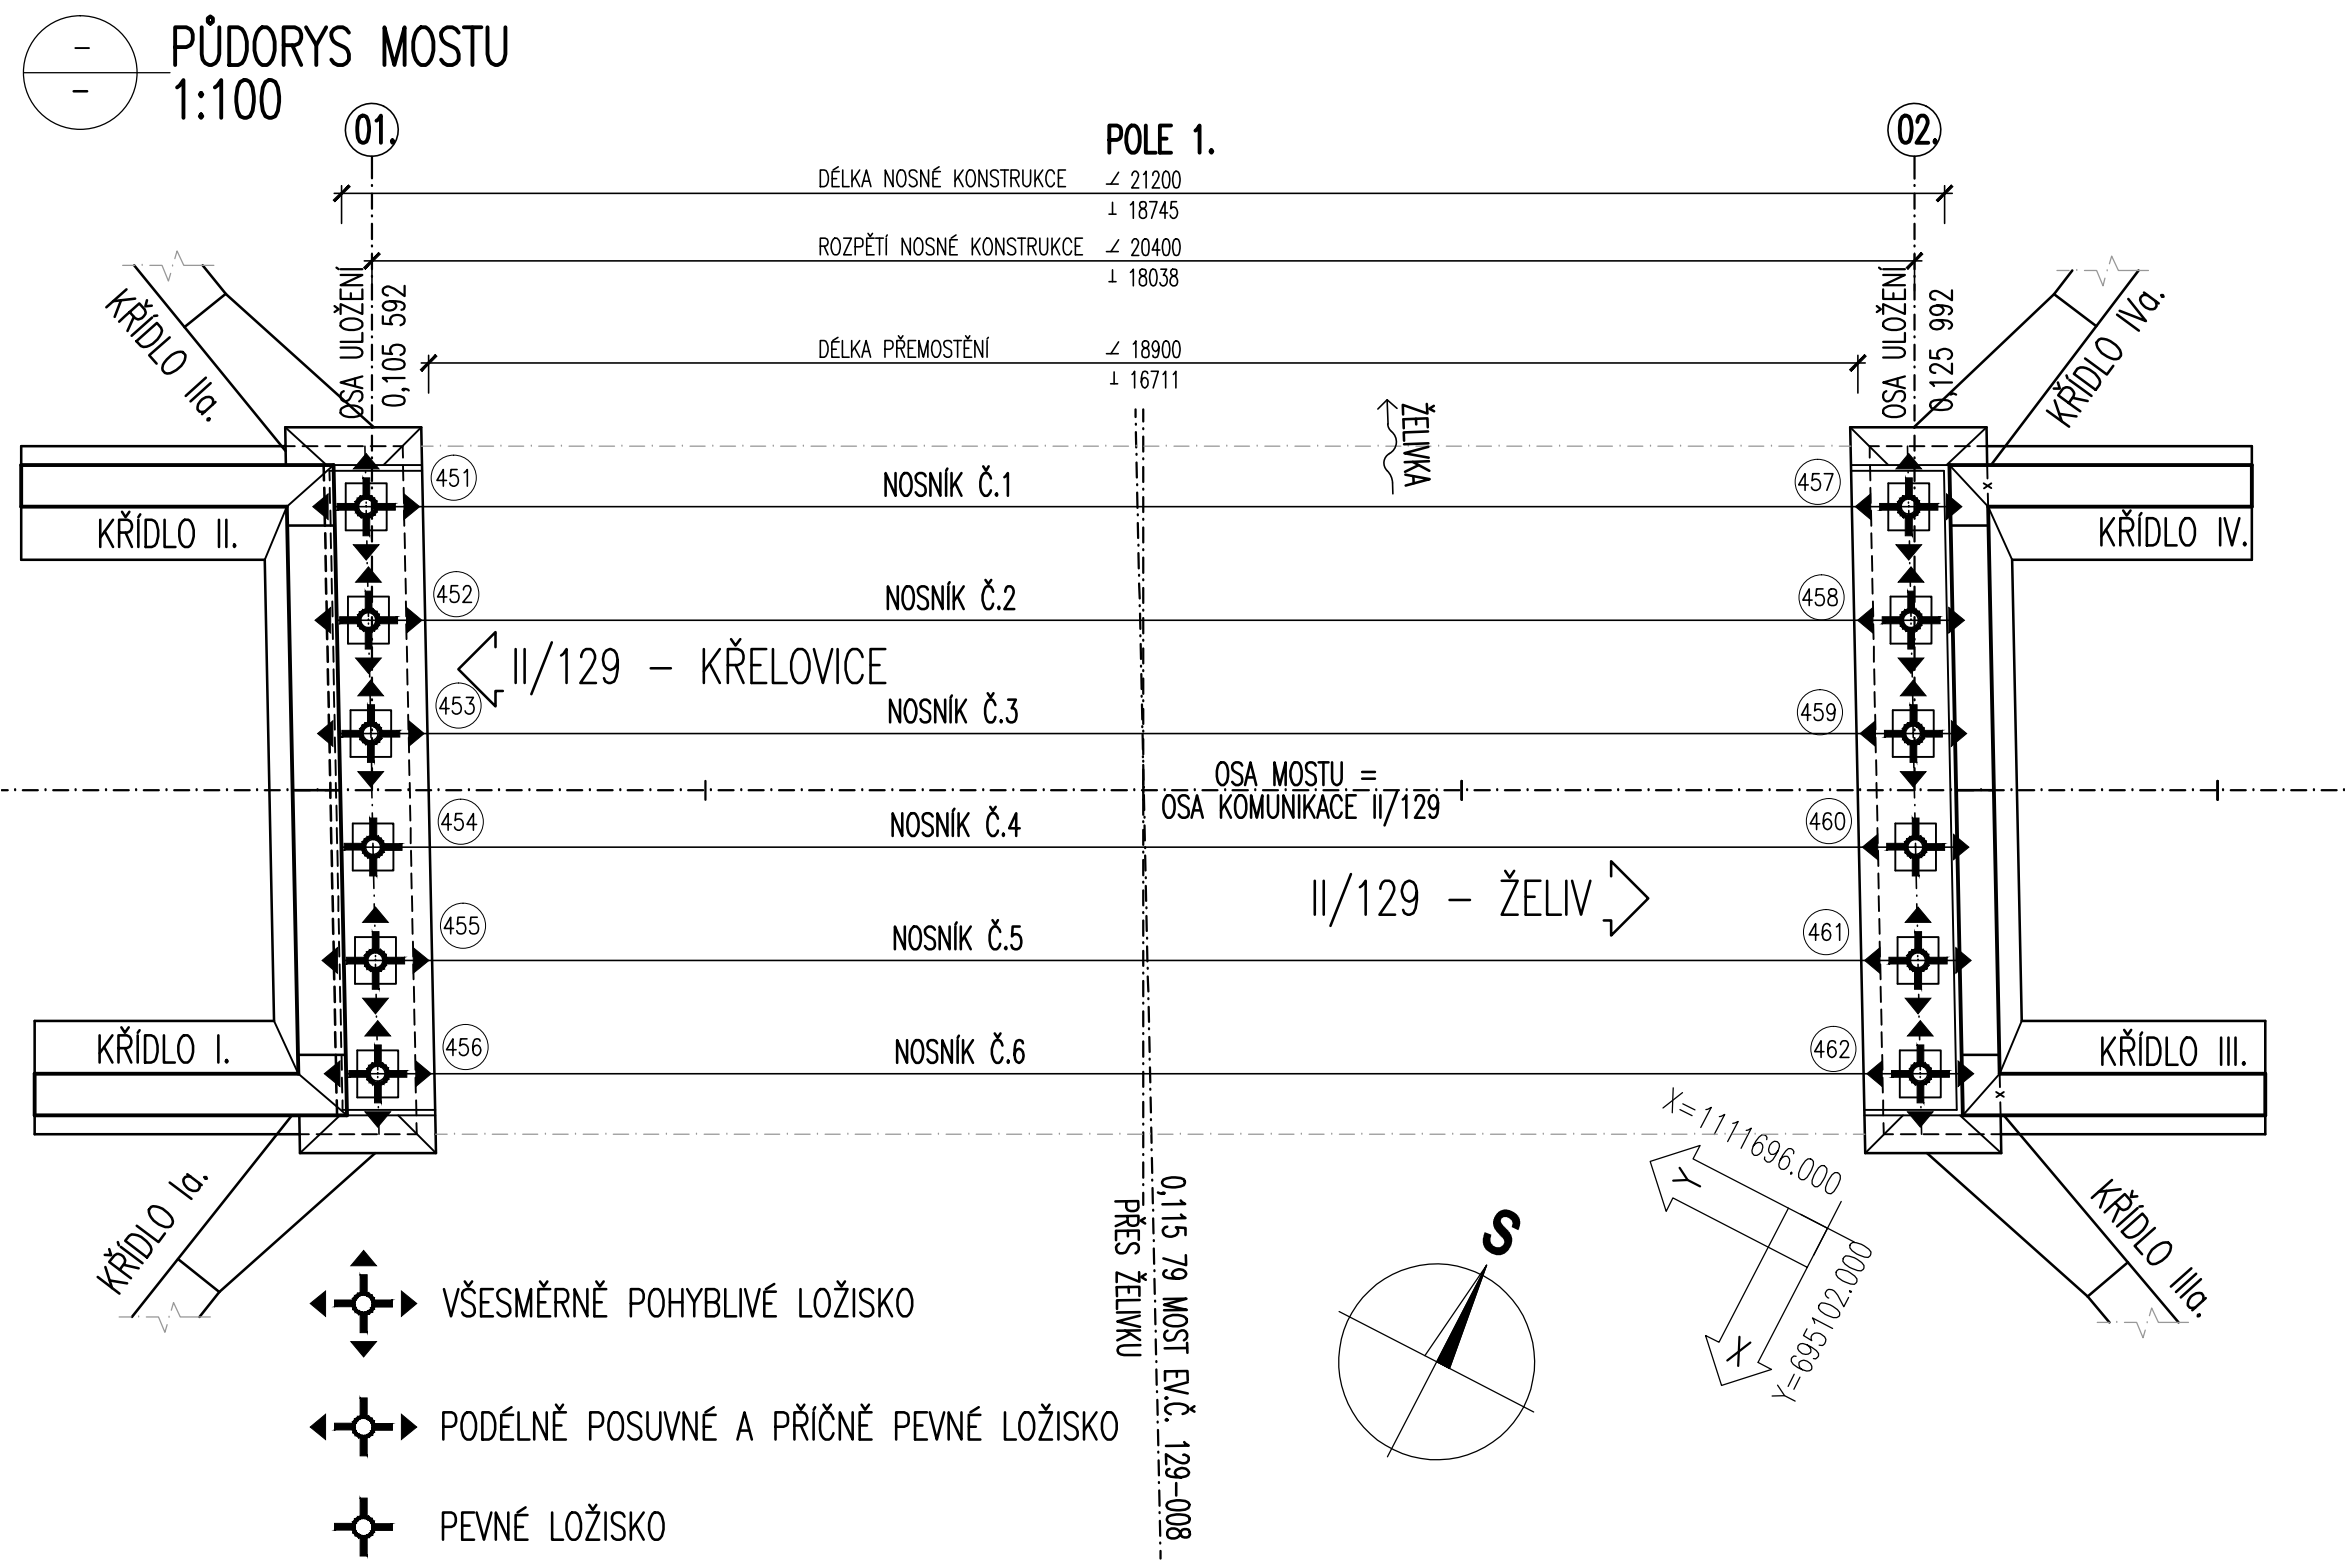 –
–
PŮDORYS MOSTU
1:100
01.
02.
POLE 1.
DÉLKA NOSNÉ KONSTRUKCE ∠ 21200
⊥ 18745
ROZPĚTÍ NOSNÉ KONSTRUKCE ∠ 20400
⊥ 18038
DÉLKA PŘEMOSTĚNÍ ∠ 18900
⊥ 16711
OSA ULOŽENÍ
0,105 592
OSA ULOŽENÍ
0,125 992
KŘÍDLO IIa.
KŘÍDLO IVa.
ŽELIVKA
451
NOSNÍK Č.1
457
KŘÍDLO II.
KŘÍDLO IV.
x
452
NOSNÍK Č.2
458
II/129 – KŘELOVICE
453
NOSNÍK Č.3
459
OSA MOSTU =
OSA KOMUNIKACE II/129
454
NOSNÍK Č.4
460
II/129 – ŽELIV
455
NOSNÍK Č.5
461
KŘÍDLO I.
456
NOSNÍK Č.6
462
KŘÍDLO III.
x
KŘÍDLO Ia.
KŘÍDLO IIIa.
X=1111696.000
Y
X
Y=695102.000
0,115 79 MOST EV.Č. 129-008
PŘES ŽELIVKU
S
VŠESMĚRNĚ POHYBLIVÉ LOŽISKO
PODÉLNĚ POSUVNÉ A PŘÍČNĚ PEVNÉ LOŽISKO
PEVNÉ LOŽISKO